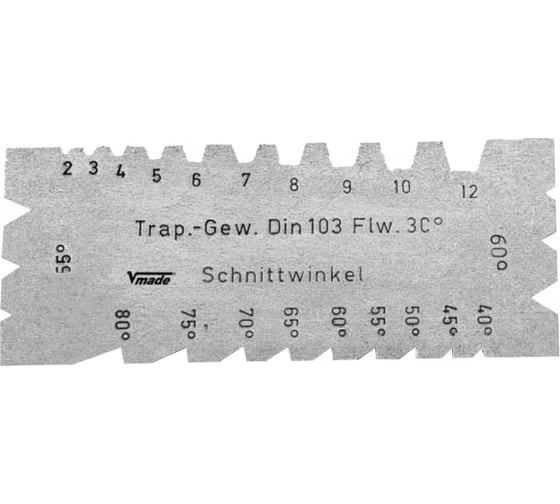 2 3 4 5 6 7 8 9 10 12
Trap.-Gew. Din 103 Flw. 30°
55° 60°
Vmade Schnittwinkel
80° 75° 70° 65° 60° 55° 50° 45° 40°